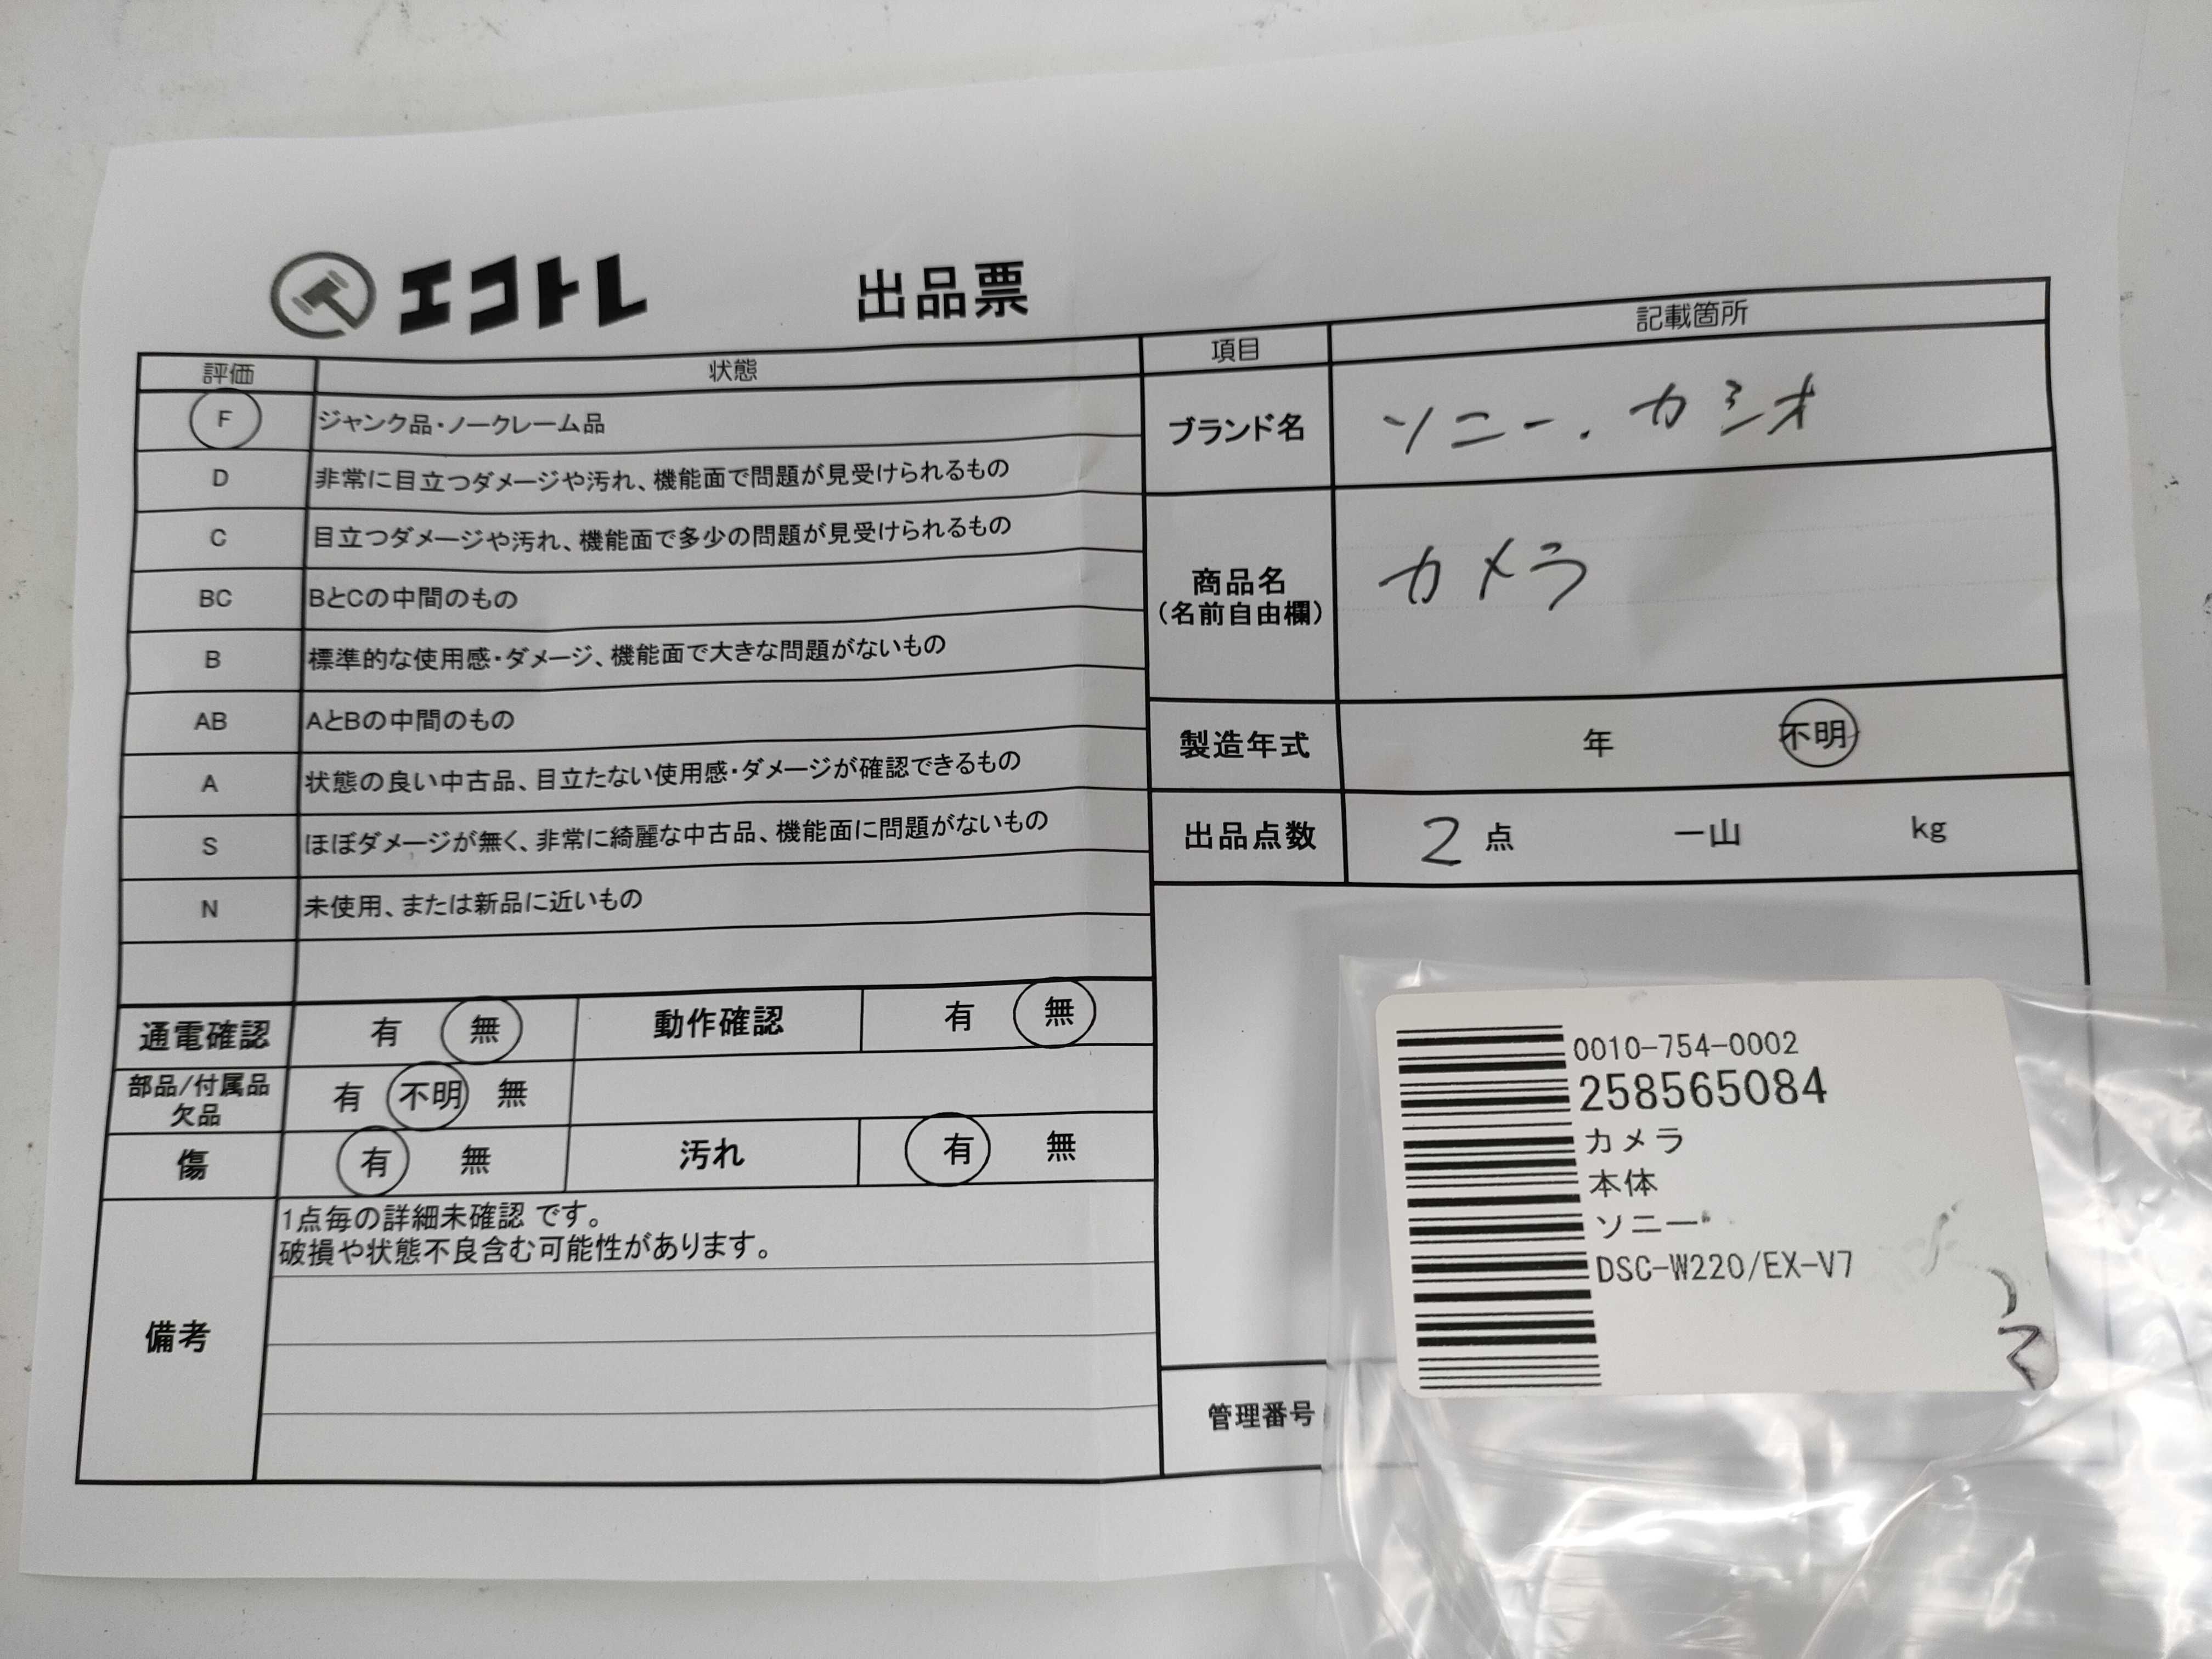 エコトレ 出品票
評価 状態
F ジャンク品・ノークレーム品
D 非常に目立つダメージや汚れ、機能面で問題が見受けられるもの
C 目立つダメージや汚れ、機能面で多少の問題が見受けられるもの
BC BとCの中間のもの
B 標準的な使用感・ダメージ、機能面で大きな問題がないもの
AB AとBの中間のもの
A 状態の良い中古品、目立たない使用感・ダメージが確認できるもの
S ほぼダメージが無く、非常に綺麗な中古品、機能面に問題がないもの
N 未使用、または新品に近いもの
通電確認 有 無 動作確認 有 無
部品/付属品
欠品 有 不明 無
傷 有 無 汚れ 有 無
備考
1点毎の詳細未確認 です。
破損や状態不良含む可能性があります。
項目 記載箇所
ブランド名 ソニー.カシオ
商品名
(名前自由欄) カメラ
製造年式 年 不明
出品点数 2 点 一山 kg
管理番号
0010-754-0002
258565084
カメラ
本体
ソニー
DSC-W220/EX-V7